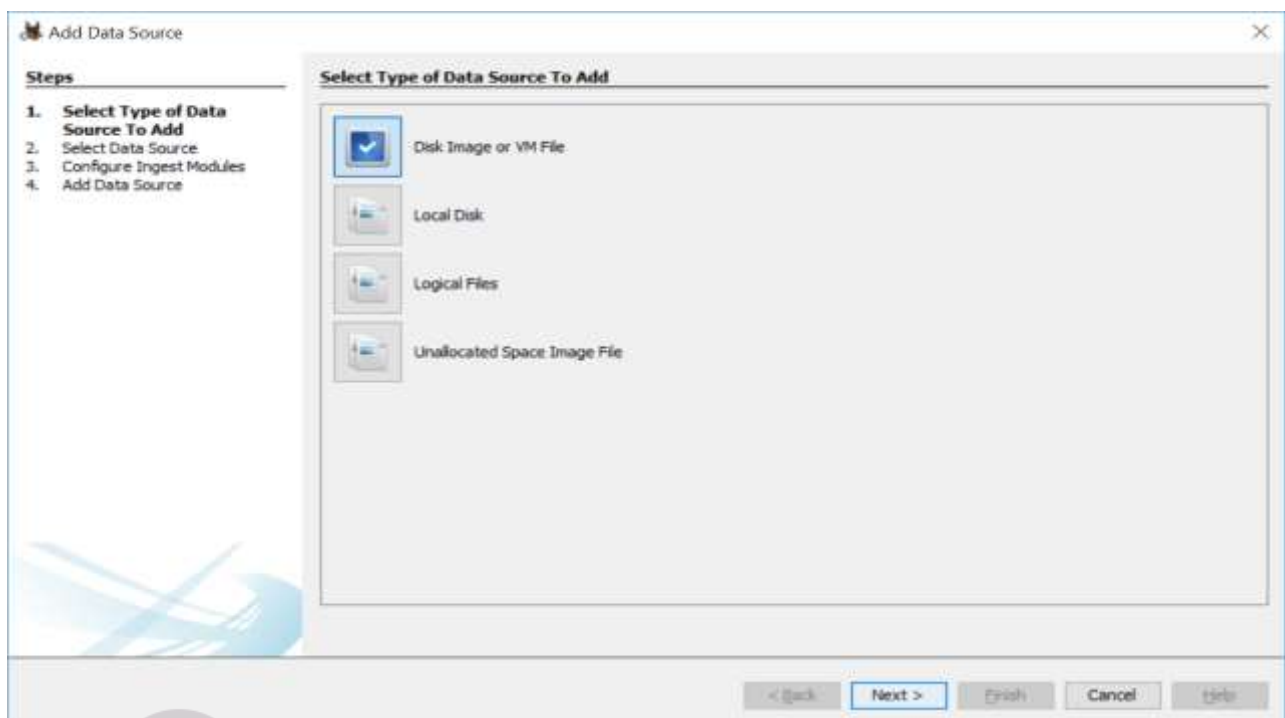 Add Data Source
Steps
1. Select Type of Data
Source To Add
2. Select Data Source
3. Configure Ingest Modules
4. Add Data Source
Select Type of Data Source To Add
Disk Image or VM File
Local Disk
Logical Files
Unallocated Space Image File
< Back
Next >
Finish
Cancel
Help